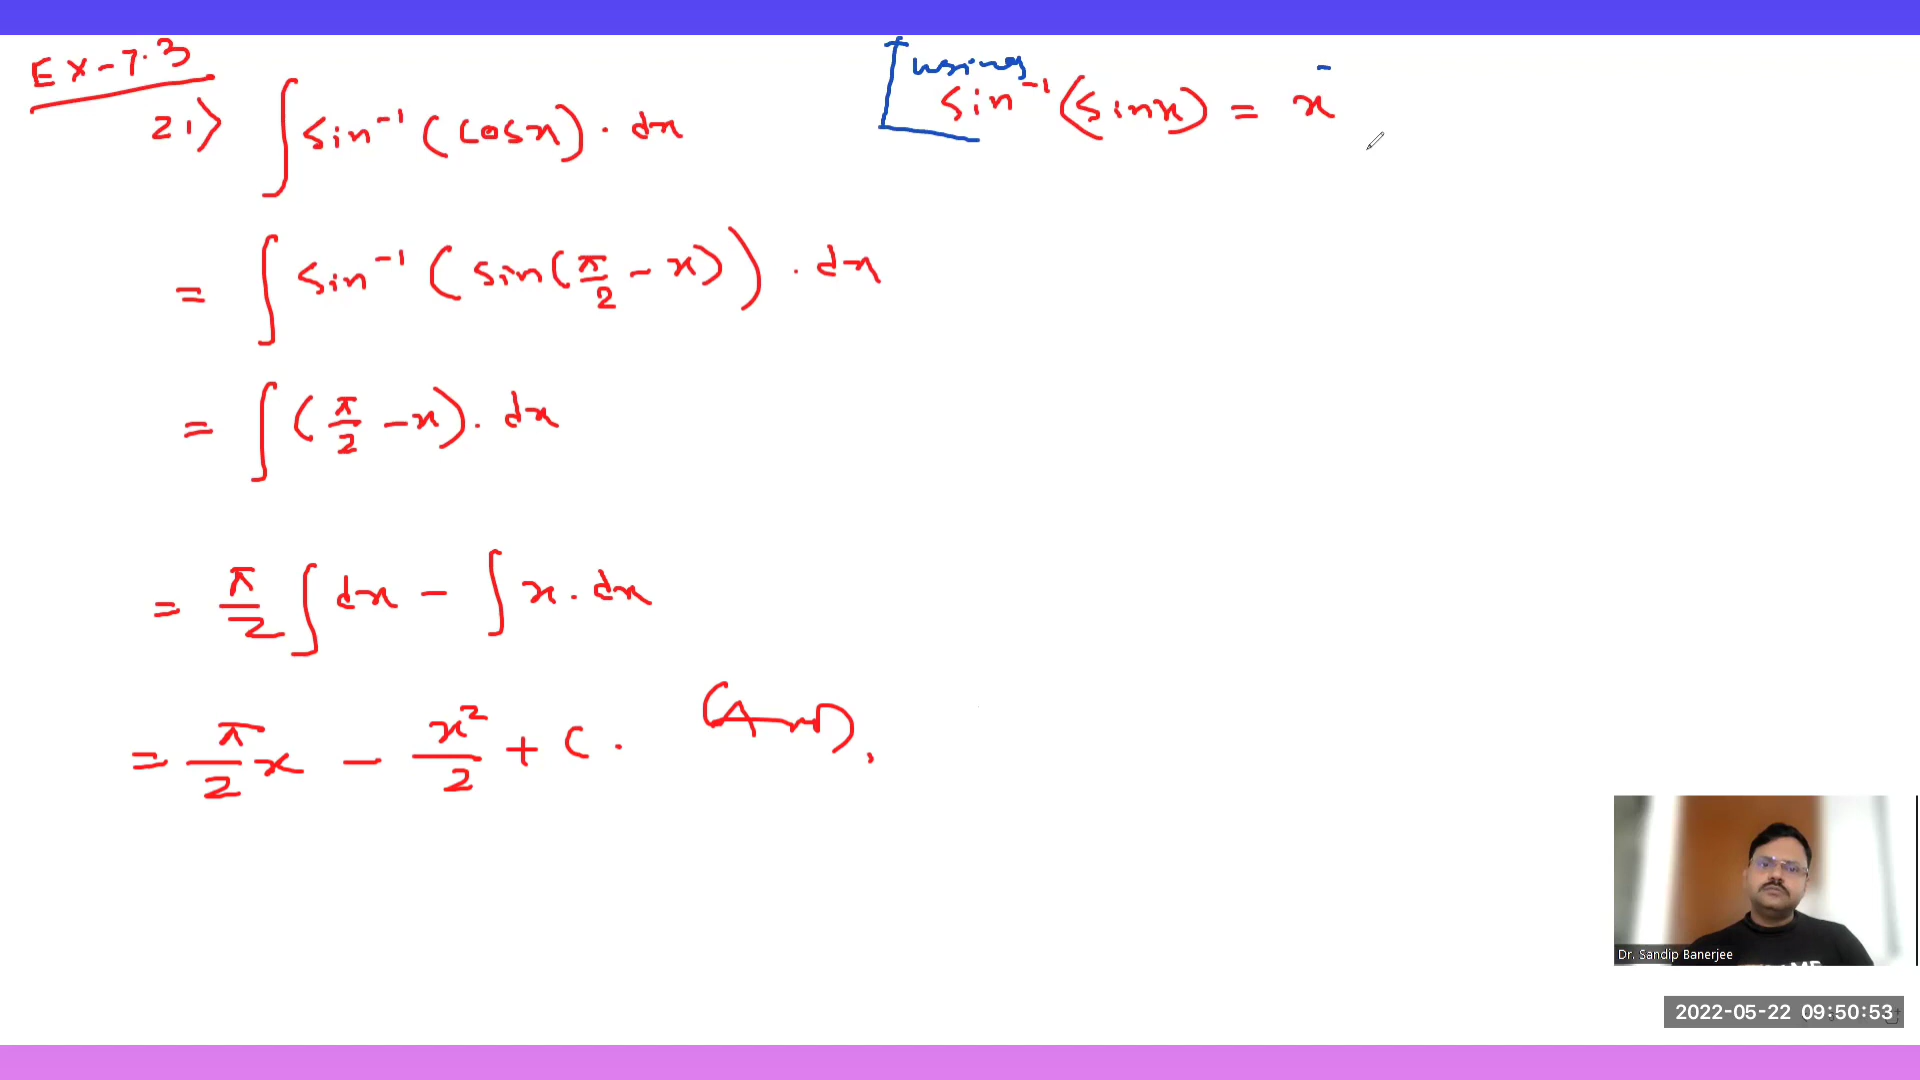 Ex-7.3
21) ∫ sin⁻¹(cosx). dx
[using
sin⁻¹(sinx) = x
= ∫ sin⁻¹(sin(π/2 - x)). dx
= ∫ (π/2 - x). dx
= π/2 ∫ dx - ∫ x. dx
= π/2 x - x²/2 + C. (Ans).
Dr. Sandip Banerjee
2022-05-22 09:50:53